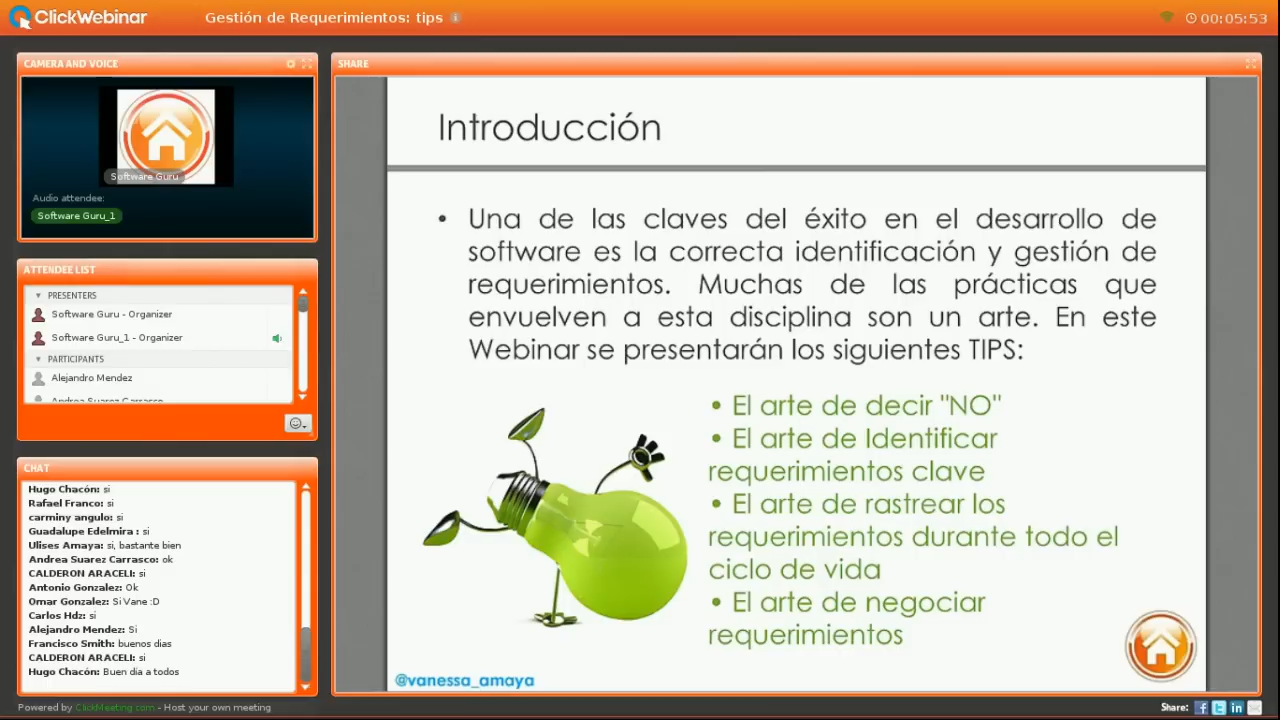 ClickWebinar
Gestión de Requerimientos: tips
00:05:53
CAMERA AND VOICE
Software Guru
Audio attendee:
Software Guru_1
ATTENDEE LIST
PRESENTERS
Software Guru - Organizer
Software Guru_1 - Organizer
PARTICIPANTS
Alejandro Mendez
Andrea Suarez Carrasco
CHAT
Hugo Chacón: si
Rafael Franco: si
carminy angulo: si
Guadalupe Edelmira : si
Ulises Amaya: si, bastante bien
Andrea Suarez Carrasco: ok
CALDERON ARACELI: si
Antonio Gonzalez: Ok
Omar Gonzalez: Si Vane :D
Carlos Hdz: si
Alejandro Mendez: Si
Francisco Smith: buenos dias
CALDERON ARACELI: si
Hugo Chacón: Buen día a todos
SHARE
Introducción
• Una de las claves del éxito en el desarrollo de
software es la correcta identificación y gestión de
requerimientos. Muchas de las prácticas que
envuelven a esta disciplina son un arte. En este
Webinar se presentarán los siguientes TIPS:
• El arte de decir "NO"
• El arte de Identificar
requerimientos clave
• El arte de rastrear los
requerimientos durante todo el
ciclo de vida
• El arte de negociar
requerimientos
@vanessa_amaya
Powered by ClickMeeting.com - Host your own meeting
Share: